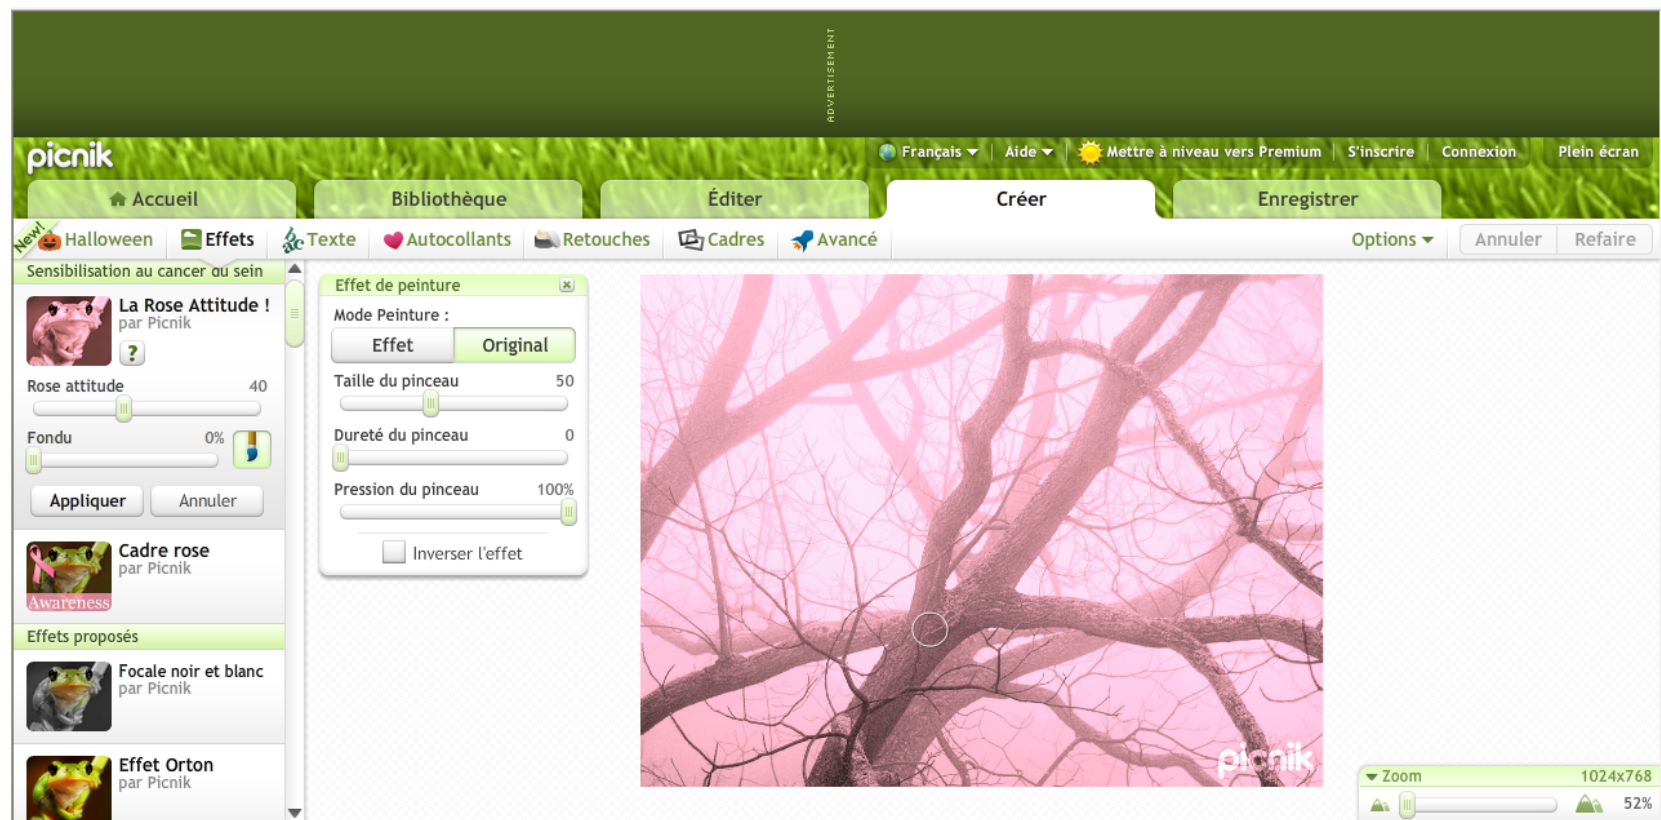 ADVERTISEMENT
picnik
Français
Aide
Mettre à niveau vers Premium
S'inscrire
Connexion
Plein écran
Accueil
Bibliothèque
Éditer
Créer
Enregistrer
New!
Halloween
Effets
Texte
Autocollants
Retouches
Cadres
Avancé
Options
Annuler
Refaire
Sensibilisation au cancer du sein
La Rose Attitude !
par Picnik
?
Rose attitude 40
Fondu 0%
Appliquer Annuler
Cadre rose
par Picnik
Awareness
Effets proposés
Focale noir et blanc
par Picnik
Effet Orton
par Picnik
Effet de peinture
Mode Peinture :
Effet Original
Taille du pinceau 50
Dureté du pinceau 0
Pression du pinceau 100%
Inverser l'effet
picnik
Zoom 1024x768
52%